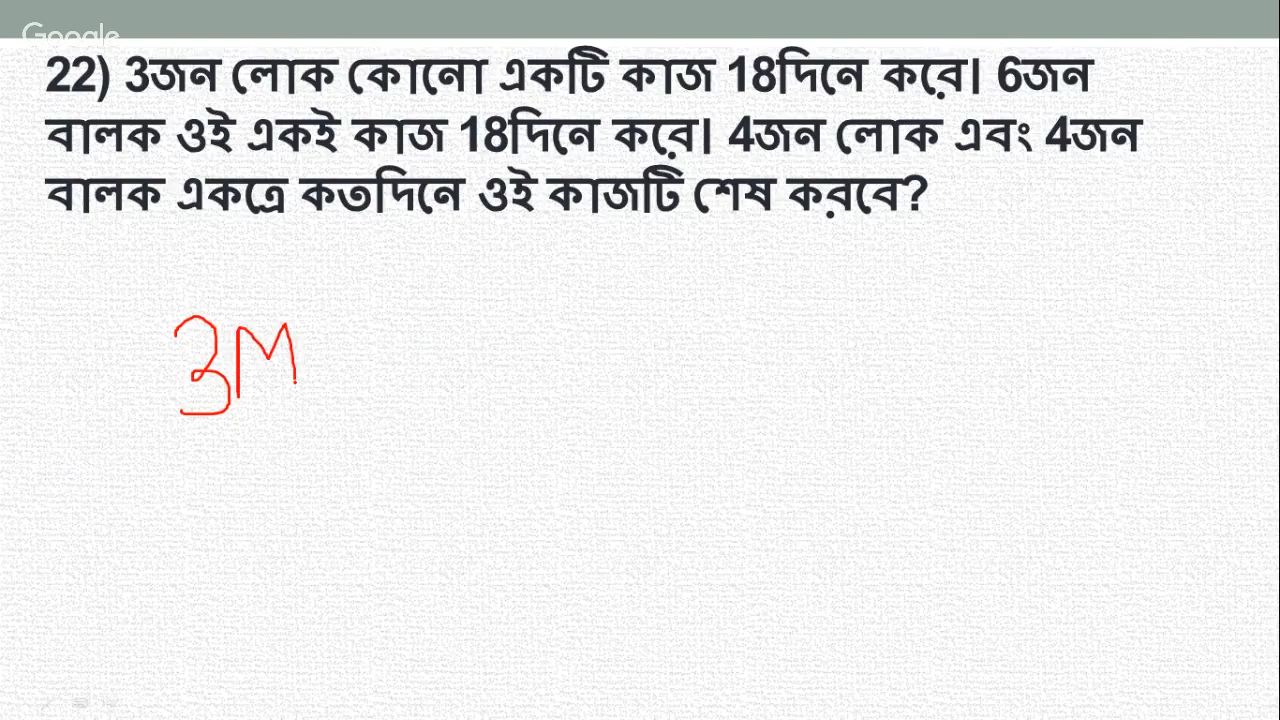 Google
22) 3জন লোক কোনো একটি কাজ 18দিনে করে। 6জন
বালক ওই একই কাজ 18দিনে করে। 4জন লোক এবং 4জন
বালক একত্রে কতদিনে ওই কাজটি শেষ করবে?
3M